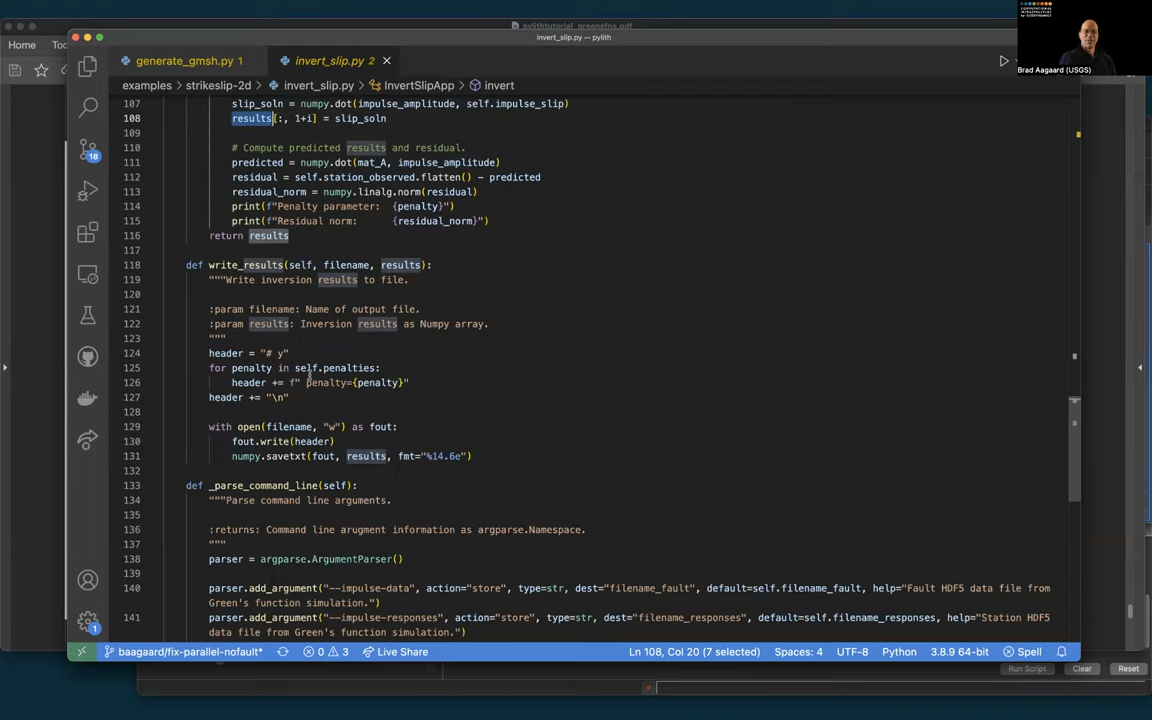 pylithtutorial_greensfns.pdf
Home
invert_slip.py — pylith
COMPUTATIONAL
INFRASTRUCTURE
for GEODYNAMICS
Brad Aagaard (USGS)
generate_gmsh.py 1
invert_slip.py 2
examples > strikeslip-2d > invert_slip.py > InvertSlipApp > invert
107 slip_soln = numpy.dot(impulse_amplitude, self.impulse_slip)
108 results[:, 1+i] = slip_soln
109
110 # Compute predicted results and residual.
111 predicted = numpy.dot(mat_A, impulse_amplitude)
112 residual = self.station_observed.flatten() - predicted
113 residual_norm = numpy.linalg.norm(residual)
114 print(f"Penalty parameter:  {penalty}")
115 print(f"Residual norm:      {residual_norm}")
116 return results
117
118 def write_results(self, filename, results):
119 """Write inversion results to file.
120
121 :param filename: Name of output file.
122 :param results: Inversion results as Numpy array.
123 """
124 header = "# y"
125 for penalty in self.penalties:
126 header += f" penalty={penalty}"
127 header += "\n"
128
129 with open(filename, "w") as fout:
130 fout.write(header)
131 numpy.savetxt(fout, results, fmt="%14.6e")
132
133 def _parse_command_line(self):
134 """Parse command line arguments.
135
136 :returns: Command line arugment information as argparse.Namespace.
137 """
138 parser = argparse.ArgumentParser()
139
140 parser.add_argument("--impulse-data", action="store", type=str, dest="filename_fault", default=self.filename_fault, help="Fault HDF5 data file from
Green's function simulation.")
141 parser.add_argument("--impulse-responses", action="store", type=str, dest="filename_responses", default=self.filename_responses, help="Station HDF5
data file from Green's function simulation.")
18
1
baagaard/fix-parallel-nofault* 0 3 Live Share Ln 108, Col 20 (7 selected) Spaces: 4 UTF-8 Python 3.8.9 64-bit Spell
Run Script Clear Reset